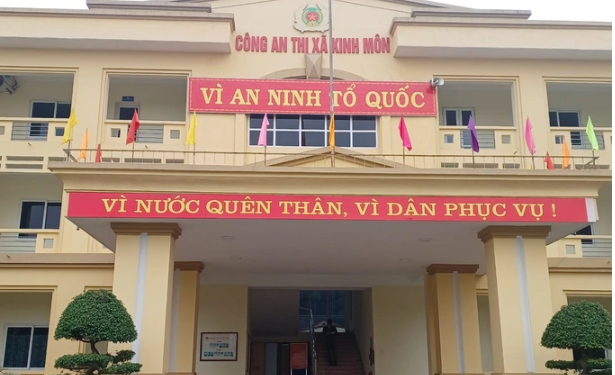 CÔNG AN THỊ XÃ KINH MÔN
VÌ AN NINH TỔ QUỐC
VÌ NƯỚC QUÊN THÂN, VÌ DÂN PHỤC VỤ !